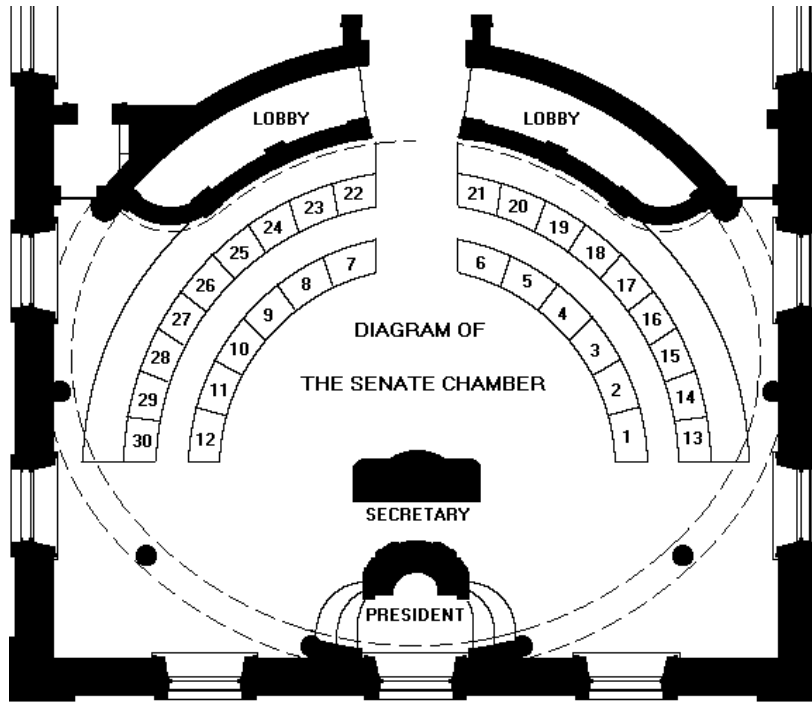 LOBBY LOBBY
22 21
23 20
24 19
25 18
7 6
26 8 5 17
27 9 4 16
28 10 3 15
DIAGRAM OF
THE SENATE CHAMBER
29 11 2 14
30 12 1 13
SECRETARY
PRESIDENT